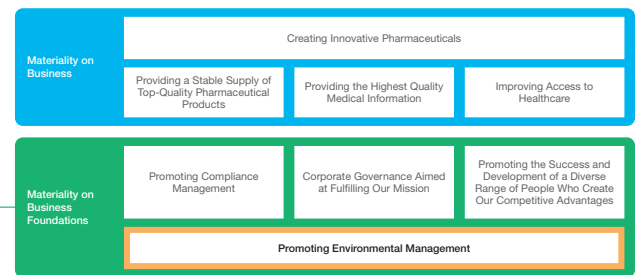 Materiality on
Business
Creating Innovative Pharmaceuticals
Providing a Stable Supply of
Top-Quality Pharmaceutical
Products
Providing the Highest Quality
Medical Information
Improving Access to
Healthcare
Materiality on
Business
Foundations
Promoting Compliance
Management
Corporate Governance Aimed
at Fulfilling Our Mission
Promoting the Success and
Development of a Diverse
Range of People Who Create
Our Competitive Advantages
Promoting Environmental Management